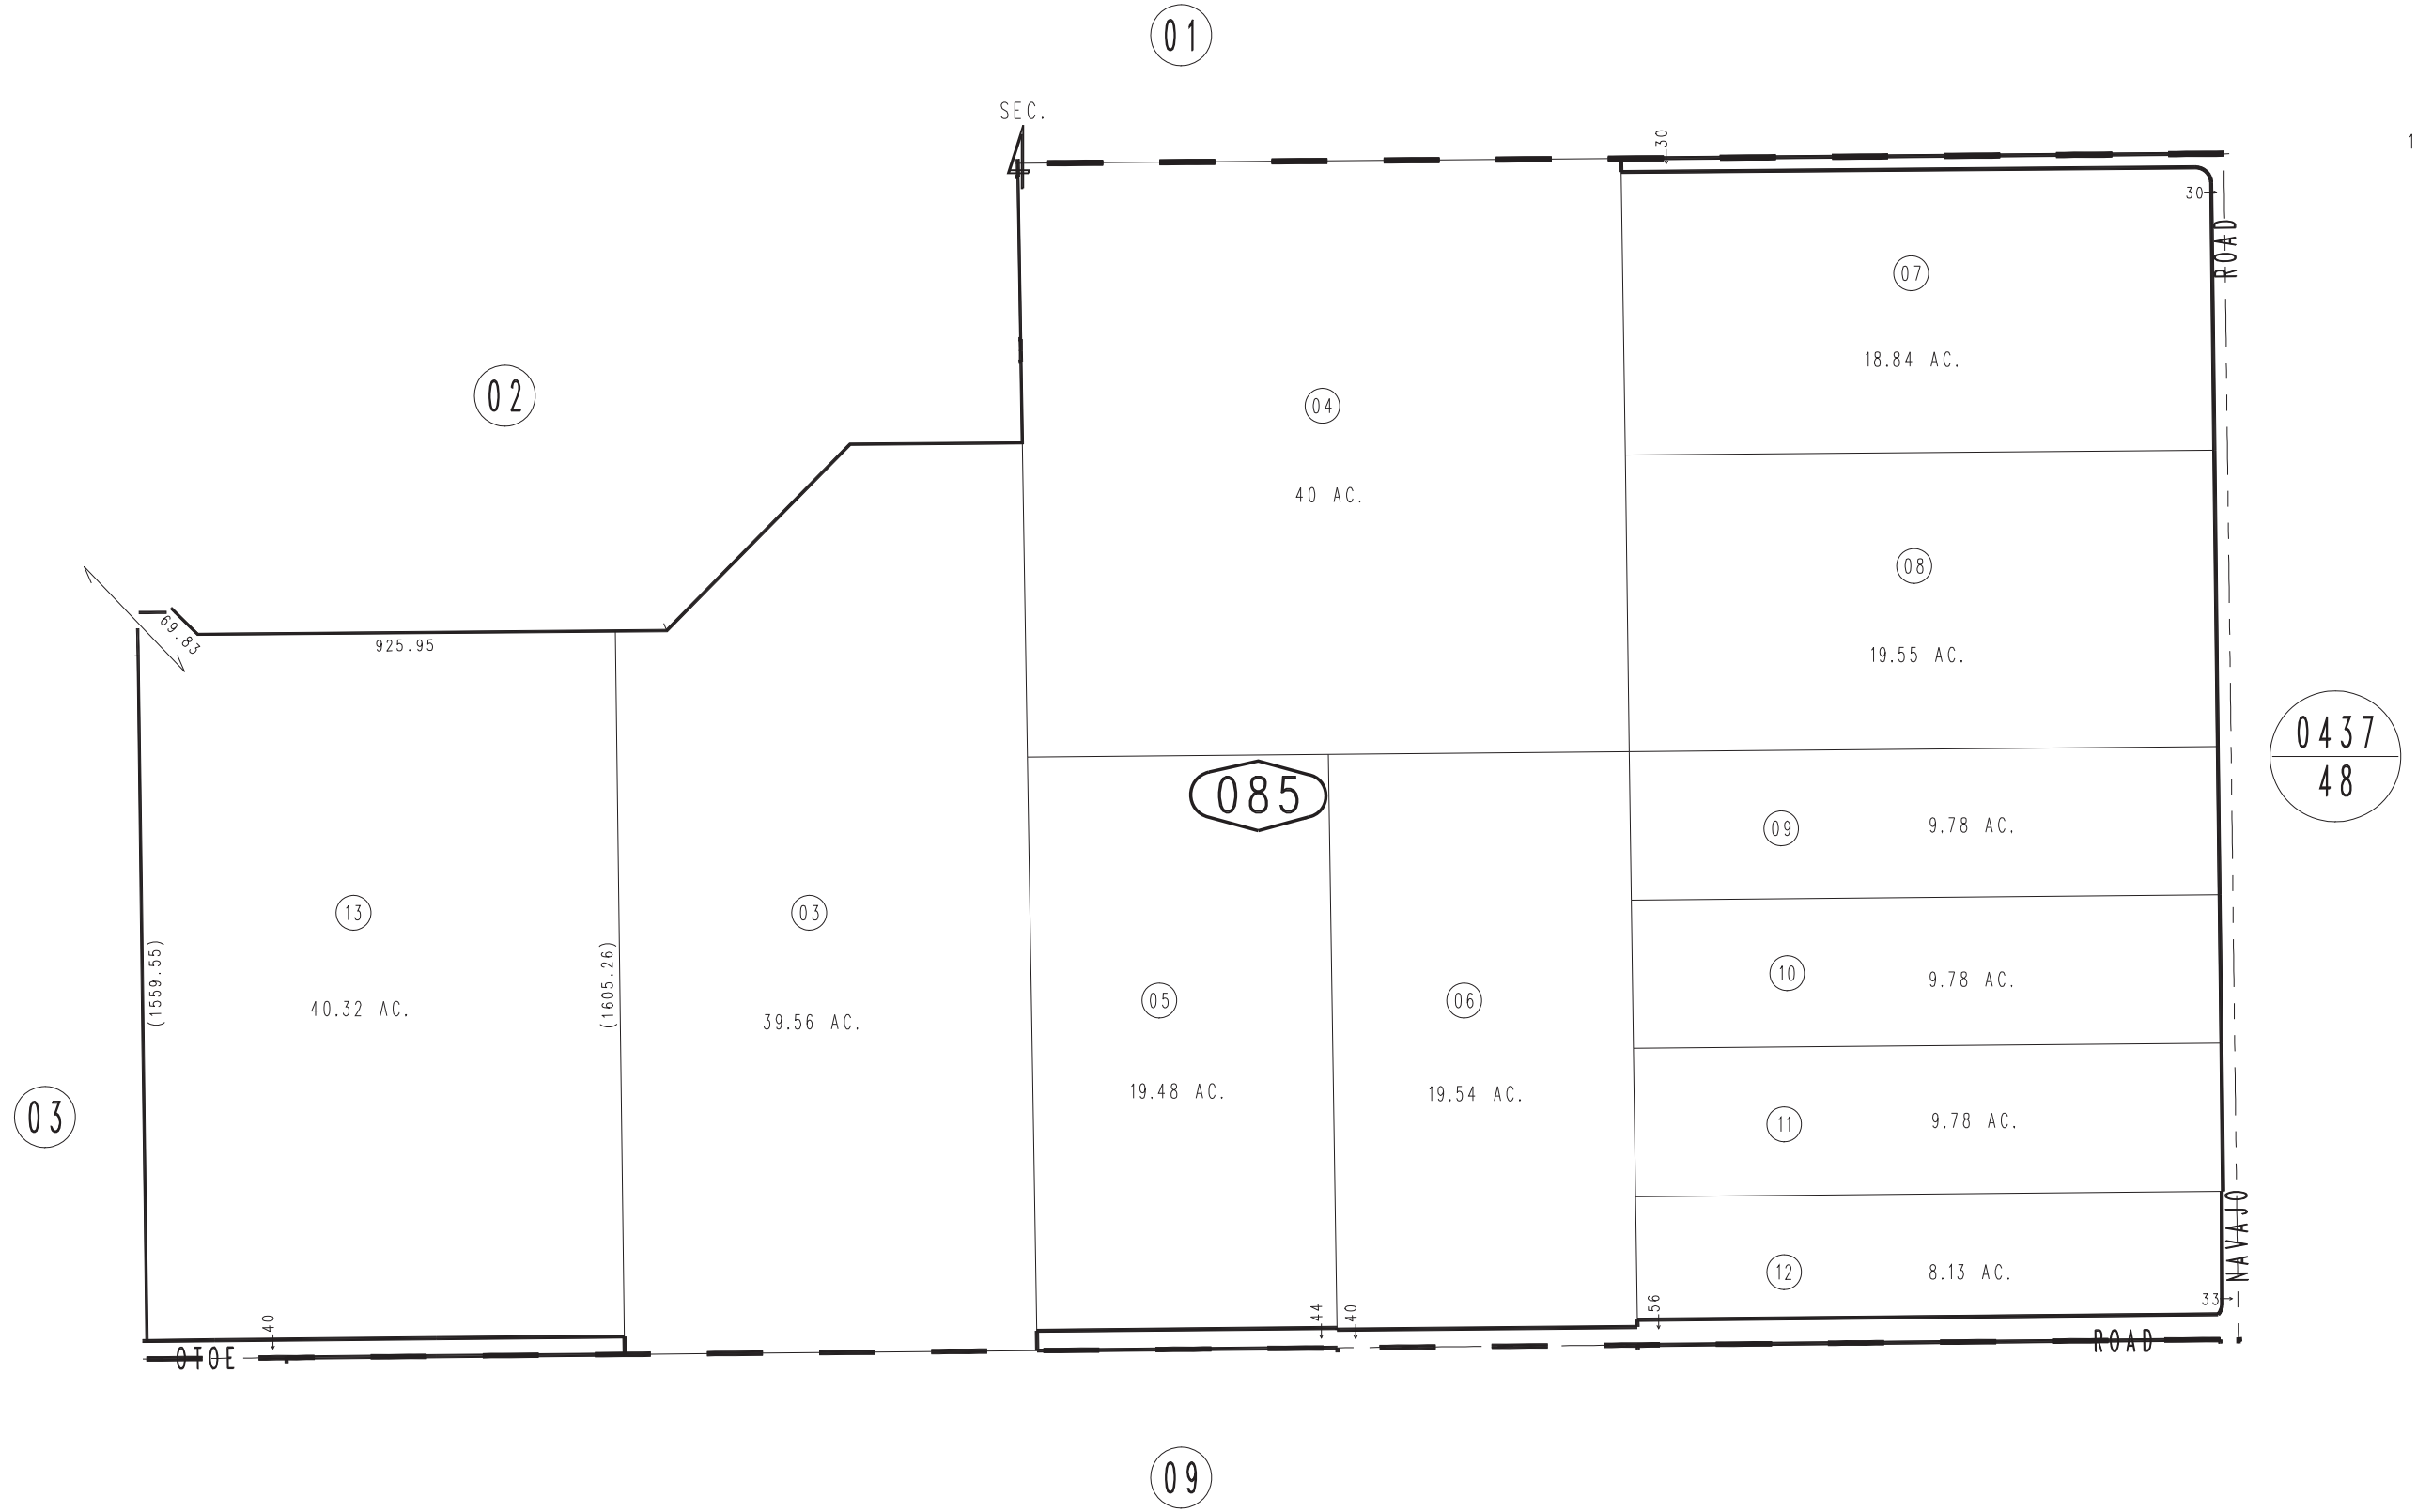 01
SEC.
4
30
1
30
ROAD
07
18.84 AC.
02
04
40 AC.
08
19.55 AC.
69.83
925.95
0437
48
085
09
9.78 AC.
13
03
(1559.55)
(1605.26)
40.32 AC.
39.56 AC.
10
9.78 AC.
05
06
19.48 AC.
19.54 AC.
11
9.78 AC.
03
NAVAJO
12
8.13 AC.
33
40
44
40
56
OTOE
ROAD
09